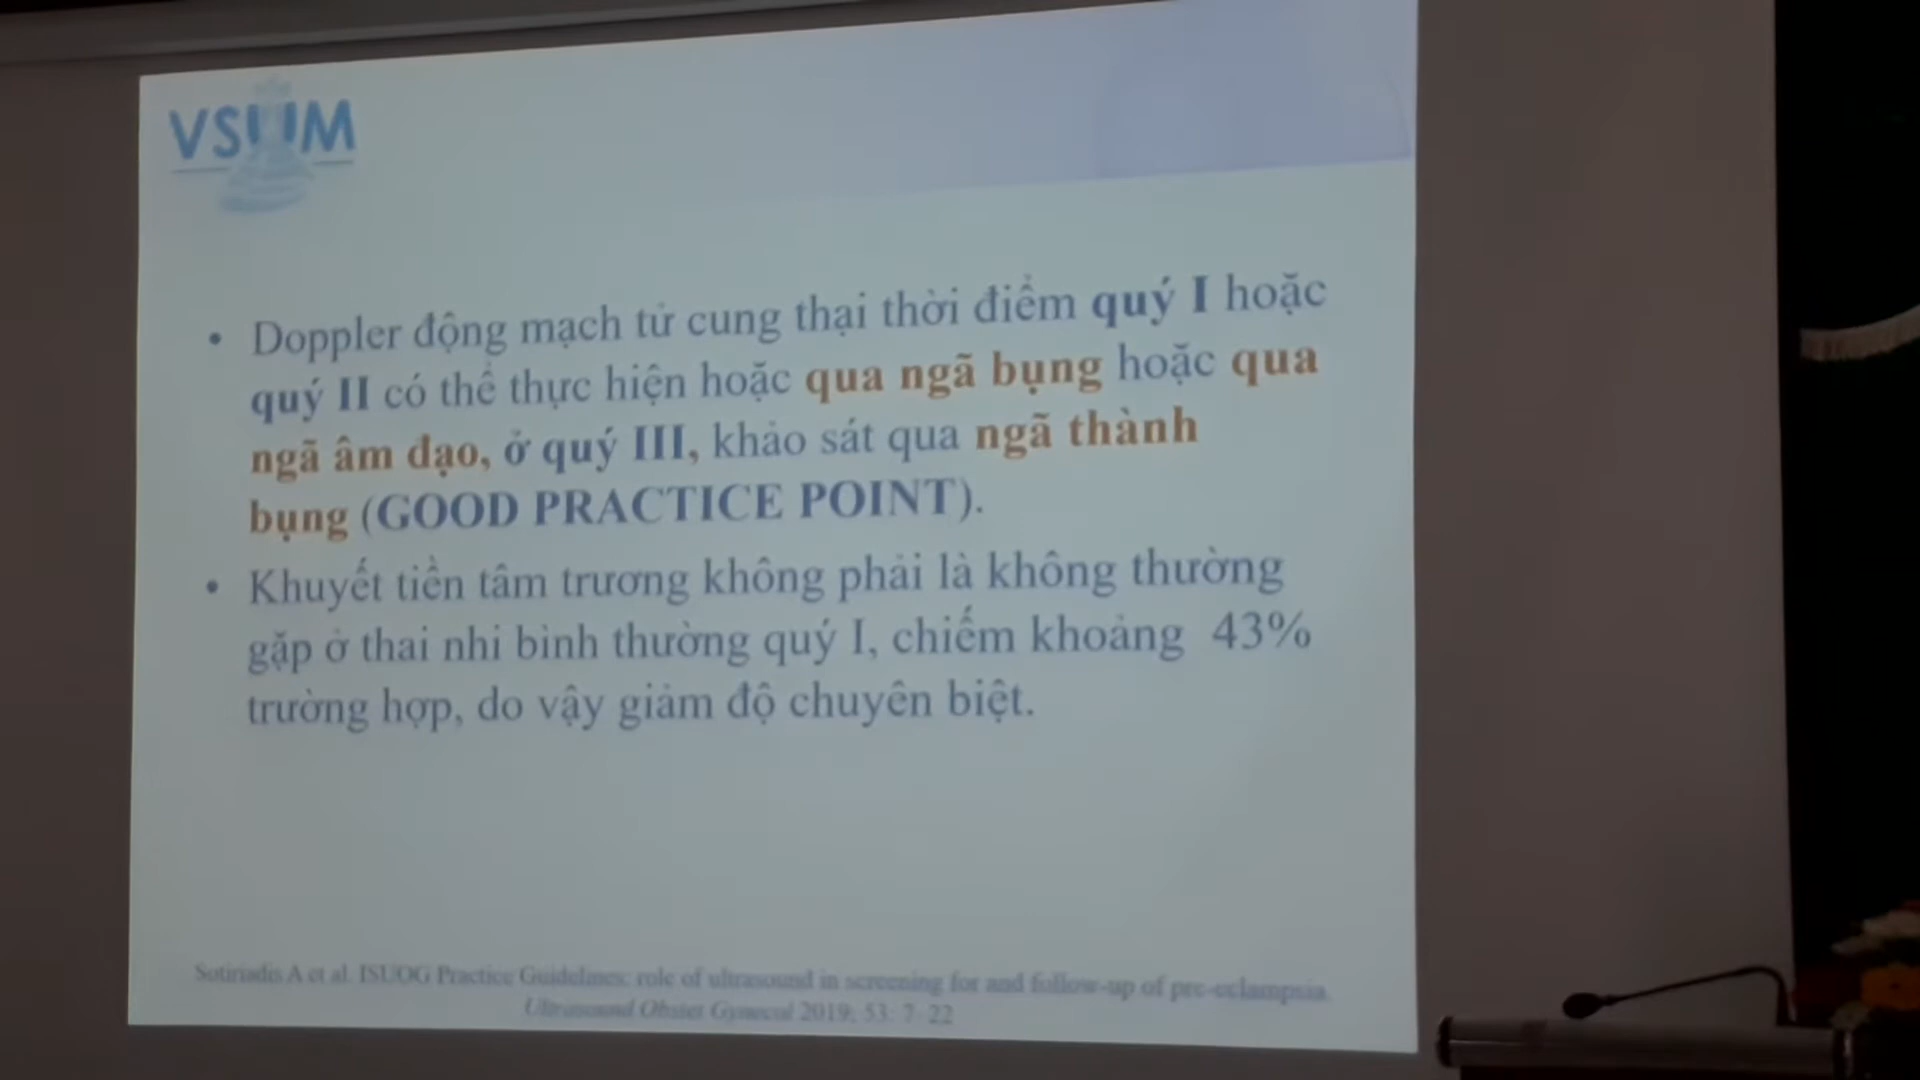 VSUM
• Doppler động mạch tử cung thại thời điểm quý I hoặc
quý II có thể thực hiện hoặc qua ngã bụng hoặc qua
ngã âm đạo, ở quý III, khảo sát qua ngã thành
bụng (GOOD PRACTICE POINT).
• Khuyết tiền tâm trương không phải là không thường
gặp ở thai nhi bình thường quý I, chiếm khoảng 43%
trường hợp, do vậy giảm độ chuyên biệt.
Sotiriadis A et al. ISUOG Practice Guidelines: role of ultrasound in screening for and follow-up of pre-eclampsia.
Ultrasound Obstet Gynecol 2019; 53: 7-22